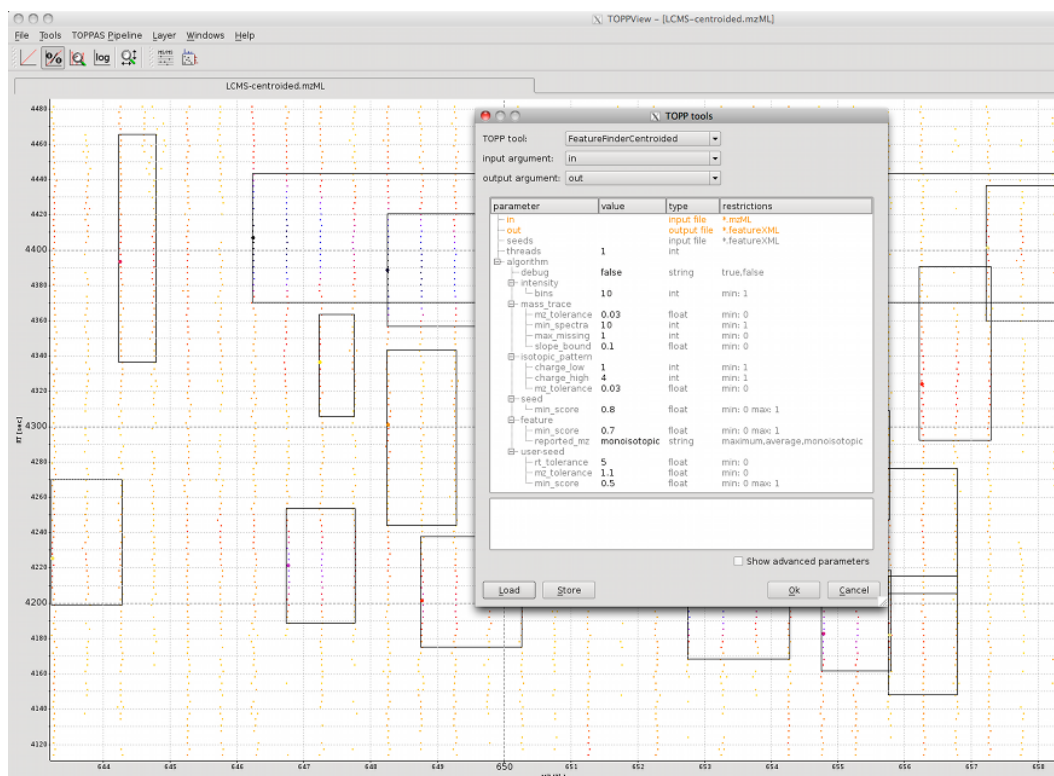 TOPPView – [LCMS-centroided.mzML]
File Tools TOPPAS Pipeline Layer Windows Help
log
LCMS-centroided.mzML
TOPP tools
TOPP tool: FeatureFinderCentroided
input argument: in
output argument: out
parameter value type restrictions
in input file *.mzML
out output file *.featureXML
seeds input file *.featureXML
threads 1 int
algorithm
debug false string true,false
intensity
bins 10 int min: 1
mass_trace
mz_tolerance 0.03 float min: 0
min_spectra 10 int min: 1
max_missing 1 int min: 0
slope_bound 0.1 float min: 0
isotopic_pattern
charge_low 1 int min: 1
charge_high 4 int min: 1
mz_tolerance 0.03 float min: 0
seed
min_score 0.8 float min: 0 max: 1
feature
min_score 0.7 float min: 0 max: 1
reported_mz monoisotopic string maximum,average,monoisotopic
user-seed
rt_tolerance 5 float min: 0
mz_tolerance 1.1 float min: 0
min_score 0.5 float min: 0 max: 1
Show advanced parameters
Load Store Ok Cancel
4480
4460
4440
4420
4400
4380
4360
4340
4320
4300
4280
4260
4240
4220
4200
4180
4160
4140
4120
RT [sec]
644 645 646 647 648 649 650 651 652 653 654 655 656 657 658